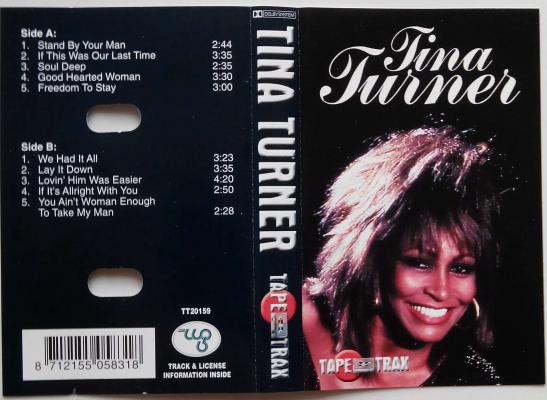 Side A:
1. Stand By Your Man 2:44
2. If This Was Our Last Time 3:35
3. Soul Deep 2:35
4. Good Hearted Woman 3:30
5. Freedom To Stay 3:00
Side B:
1. We Had It All 3:23
2. Lay It Down 3:35
3. Lovin' Him Was Easier 4:20
4. If It's Allright With You 2:50
5. You Ain't Woman Enough
To Take My Man 2:28
TT20159
8 712155 058318
TRACK & LICENSE
INFORMATION INSIDE
DOLBY SYSTEM
TINA TURNER
TAPE TRAX
Tina
Turner
TAPE TRAX